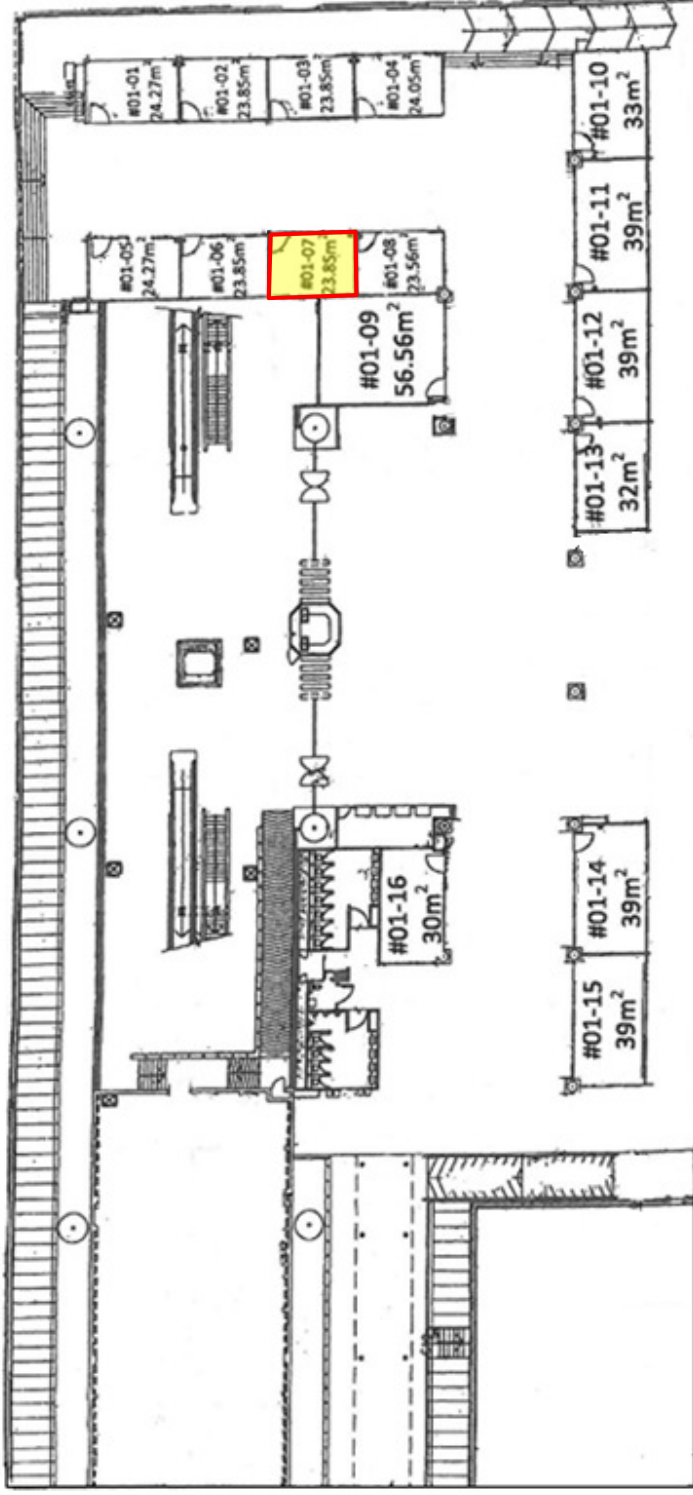 #01-01
24.27m²
#01-02
23.85m²
#01-03
23.85m²
#01-04
24.05m²
#01-05
24.27m²
#01-06
23.85m²
#01-07
23.85m²
#01-08
23.56m²
#01-09
56.56m²
#01-10
33m²
#01-11
39m²
#01-12
39m²
#01-13
32m²
#01-14
39m²
#01-15
39m²
#01-16
30m²